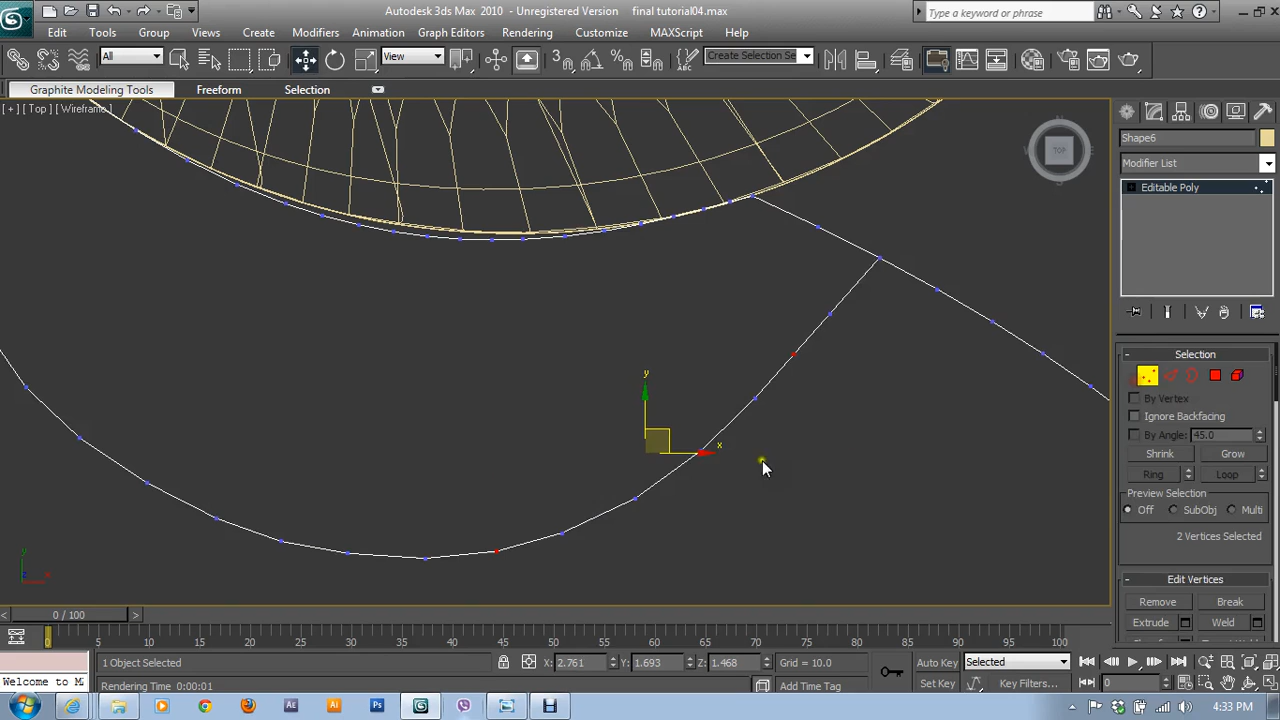 Autodesk 3ds Max 2010 - Unregistered Version final tutorial04.max
Type a keyword or phrase
Edit Tools Group Views Create Modifiers Animation Graph Editors Rendering Customize MAXScript Help
All View Create Selection Se
Graphite Modeling Tools Freeform Selection
[ + ] [ Top ] [ Wireframe ]
TOP
Shape6
Modifier List
Editable Poly
Selection
By Vertex
Ignore Backfacing
By Angle: 45.0
Shrink Grow
Ring Loop
Preview Selection
Off SubObj Multi
2 Vertices Selected
Edit Vertices
Remove Break
Extrude Weld
y
x
y
x
0 / 100
0 5 10 15 20 25 30 35 40 45 50 55 60 65 70 75 80 85 90 95 100
1 Object Selected X: 2.761 Y: 1.693 Z: 1.468 Grid = 10.0 Auto Key Selected
Welcome to M Rendering Time 0:00:01 Add Time Tag Set Key Key Filters... 0
4:33 PM